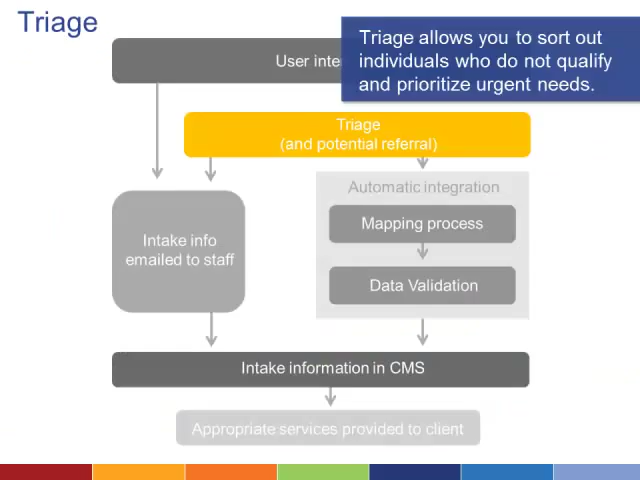 Triage
Triage allows you to sort out
individuals who do not qualify
and prioritize urgent needs.
User inte
Triage
(and potential referral)
Automatic integration
Mapping process
Intake info
emailed to staff
Data Validation
Intake information in CMS
Appropriate services provided to client